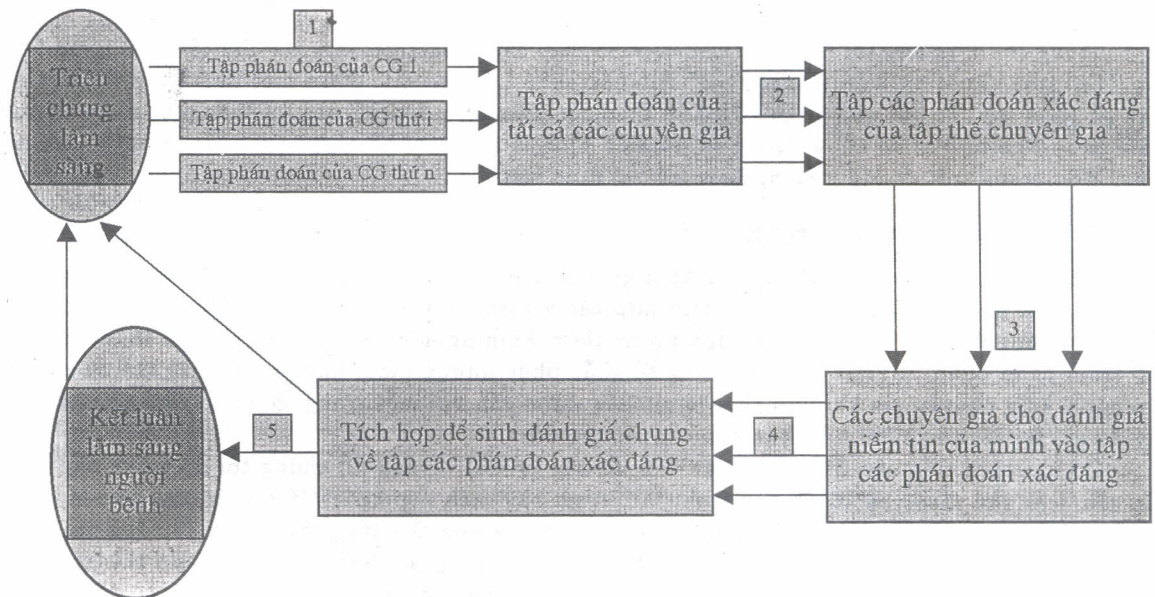 1
Triệu
chứng
lâm
sàng
Tập phán đoán của CG 1
Tập phán đoán của CG thứ i
Tập phán đoán của CG thứ n
Tập phán đoán của
tất cả các chuyên gia
2
Tập các phán đoán xác đáng
của tập thể chuyên gia
3
Các chuyên gia cho đánh giá
niềm tin của mình vào tập
các phán đoán xác đáng
4
Tích hợp để sinh đánh giá chung
về tập các phán đoán xác đáng
5
Kết luận
lâm sàng
người
bệnh